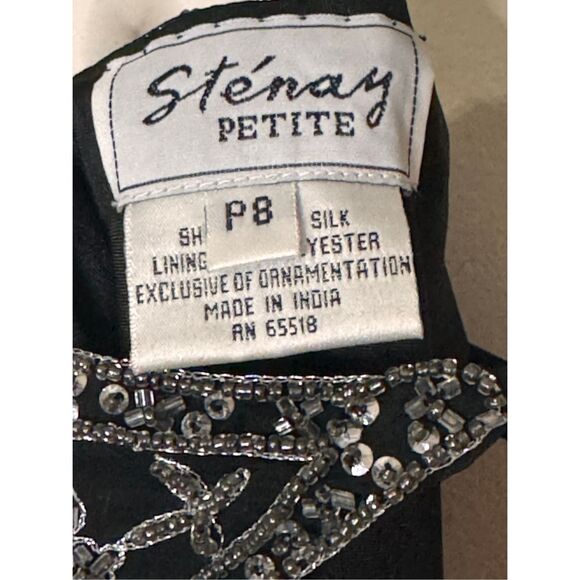 Sténay
PETITE
P8
SH SILK
LINING YESTER
EXCLUSIVE OF ORNAMENTATION
MADE IN INDIA
RN 65518